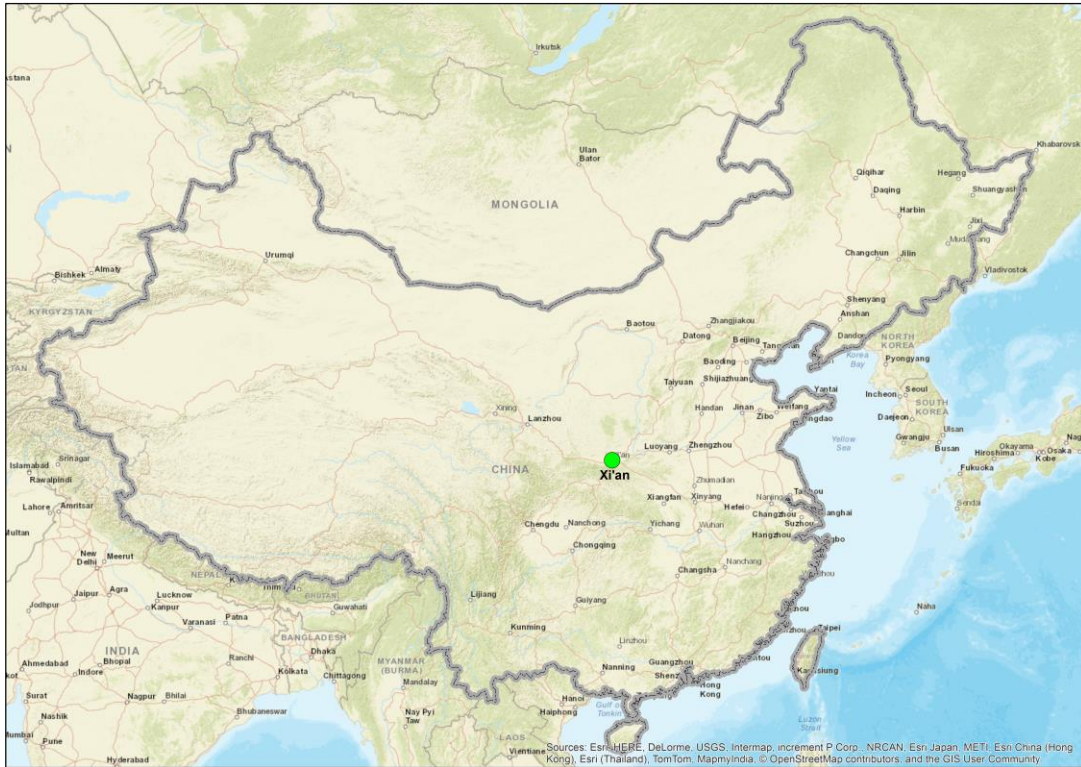 Irkutsk
Astana
Khabarovsk
Ulan
Bator
Qiqihar
Hegang
Daqing
Shuangyashan
MONGOLIA
Harbin
Jixi
Urumqi
Changchun
Jilin
Bishkek
Almaty
Vladivostok
KYRGYZSTAN
Shenyang
Anshan
Zhangjiakou
Baotou
Datong
Beijing
NORTH
KOREA
Korea
Bay
Pyongyang
Baoding
Taiyuan
Shijiazhuang
Yantai
Incheon
Seoul
SOUTH
KOREA
Xining
Lanzhou
Handan
Jinan
Zibo
Weifang
Daejeon
Ulsan
Busan
Gwangju
Yellow
Sea
Okayama
Hiroshima
Osaka
Kobe
Fukuoka
Sendai
Luoyang
Zhengzhou
CHINA
Xi'an
Islamabad
Srinagar
Rawalpindi
Zhumadian
Xiangfan
Xinyang
Nanjing
Hefei
Changzhou
Suzhou
Hangzhou
Lahore
Amritsar
Multan
Chengdu
Nanchong
Yichang
Wuhan
Chongqing
Nanchang
Changsha
New
Delhi
Meerut
NEPAL
BHUTAN
Jaipur
Agra
Lucknow
Jodhpur
Kanpur
Patna
Varanasi
Guwahati
Lijiang
Guiyang
Naha
Kunming
Linzhou
Taipei
BANGLADESH
Dhaka
INDIA
Ranchi
Ahmedabad
Bhopal
Indore
Kolkata
Chittagong
MYANMAR
(BURMA)
Mandalay
Nanning
Guangzhou
Hong
Kong
Surat
Nagpur
Bhilai
Nashik
Bhubaneswar
Nay Pyi
Taw
Hanoi
Haiphong
Gulf of
Tonkin
Luzon
Strait
Mumbai
Pune
Hyderabad
LAOS
Vientiane
Sources: Esri, HERE, DeLorme, USGS, Intermap, increment P Corp., NRCAN, Esri Japan, METI, Esri China (Hong
Kong), Esri (Thailand), TomTom, MapmyIndia, © OpenStreetMap contributors, and the GIS User Community